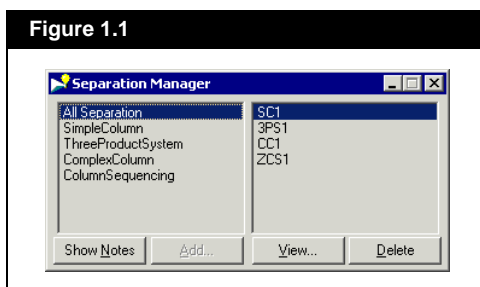 Figure 1.1
Separation Manager
All Separation
SimpleColumn
ThreeProductSystem
ComplexColumn
ColumnSequencing
SC1
3PS1
CC1
ZCS1
Show Notes
Add...
View...
Delete